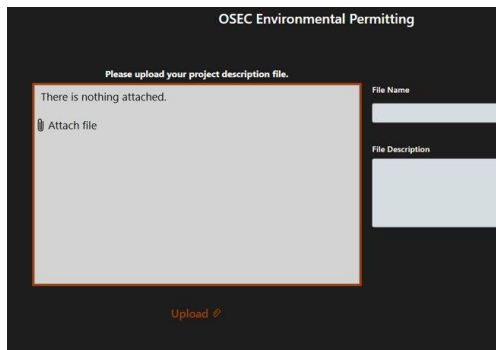 OSEC Environmental Permitting
Please upload your project description file.
There is nothing attached.
Attach file
File Name
File Description
Upload